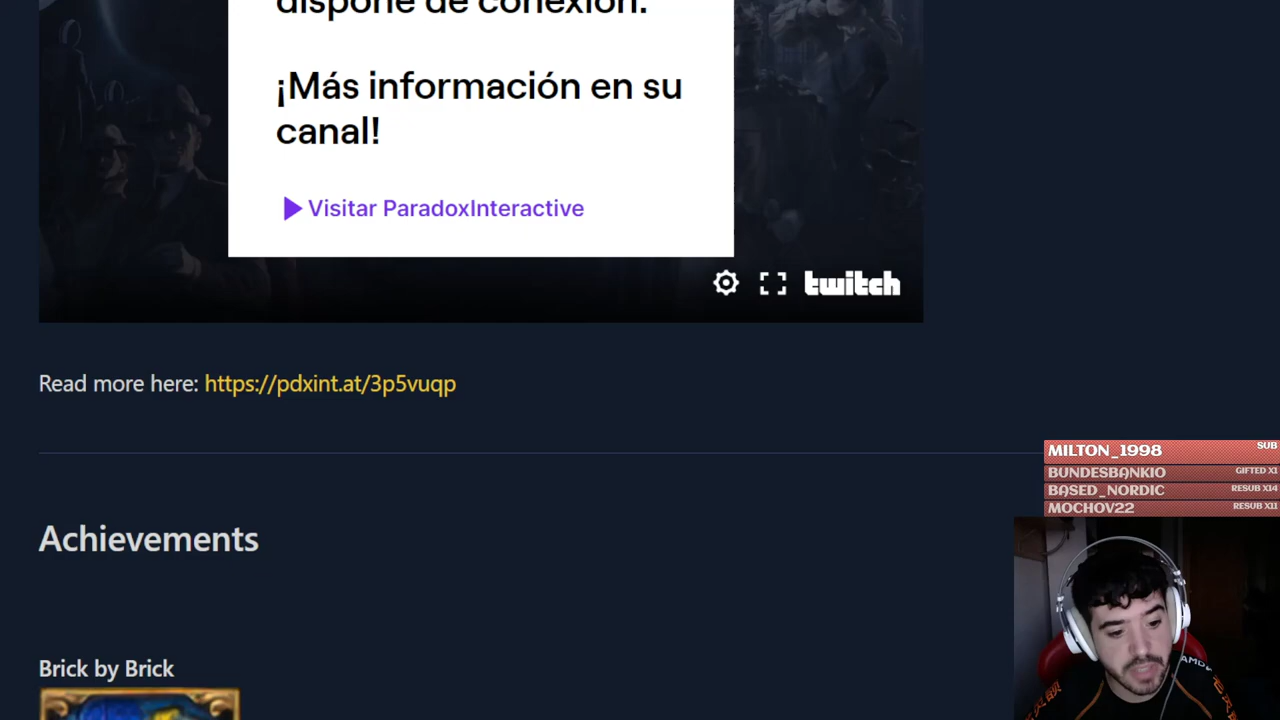 dispone de conexión.
¡Más información en su
canal!
Visitar ParadoxInteractive
twitch
Read more here: https://pdxint.at/3p5vuqp
MILTON_1998 SUB
BUNDESBANKIO GIFTED X1
BASED_NORDIC RESUB X14
MOCHOV22 RESUB X11
Achievements
Brick by Brick
AMD